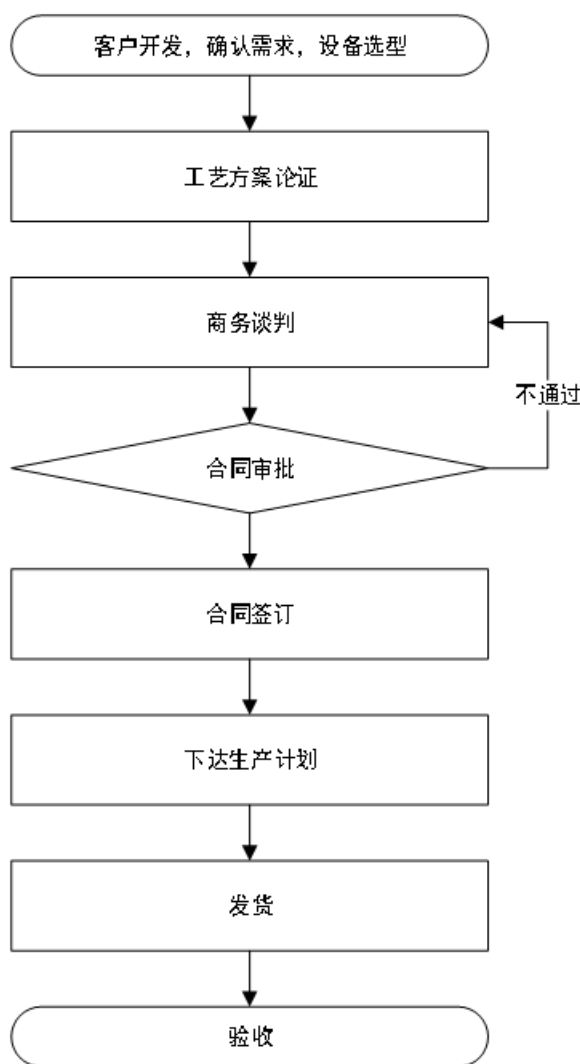 客户开发，确认需求，设备选型
工艺方案论证
商务谈判
不通过
合同审批
合同签订
下达生产计划
发货
验收